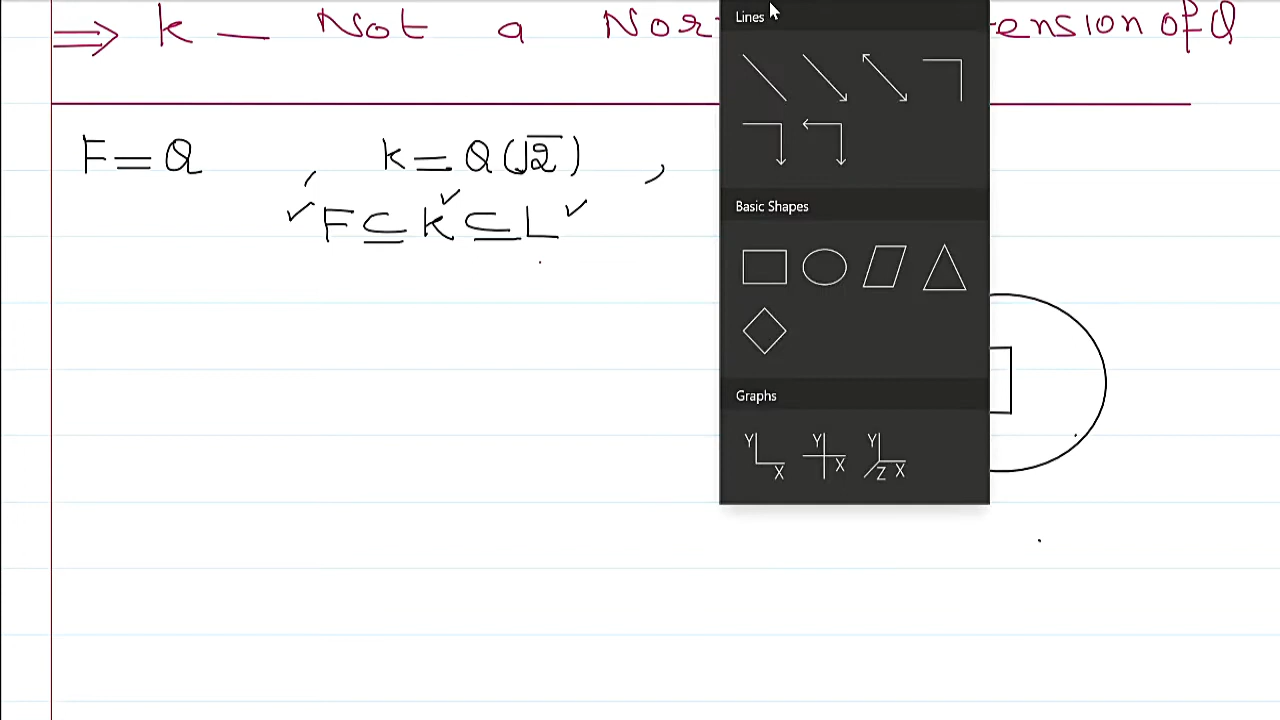 ⇒ k — Not a Nor ension of Q
Lines
F = Q , k = Q(√2) ,
F ⊆ k ⊆ L
Basic Shapes
Graphs
Y X Y X Y Z X